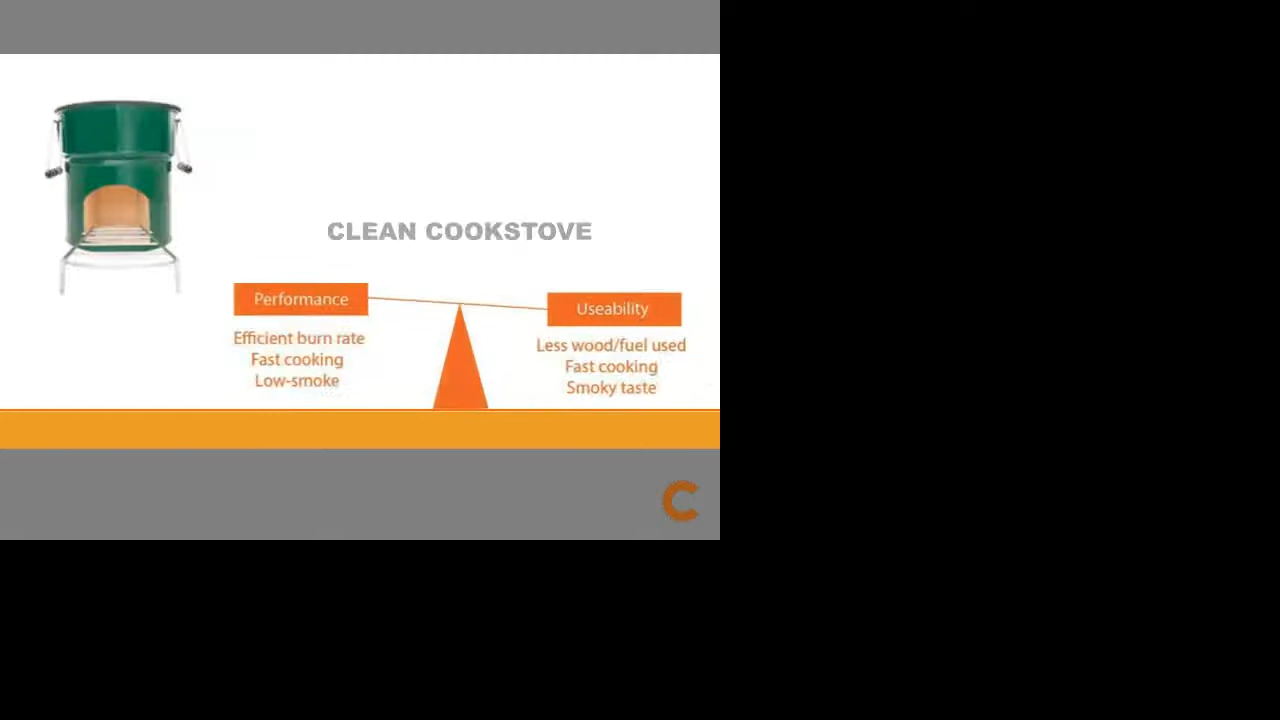 CLEAN COOKSTOVE
Performance
Efficient burn rate
Fast cooking
Low-smoke
Useability
Less wood/fuel used
Fast cooking
Smoky taste
C